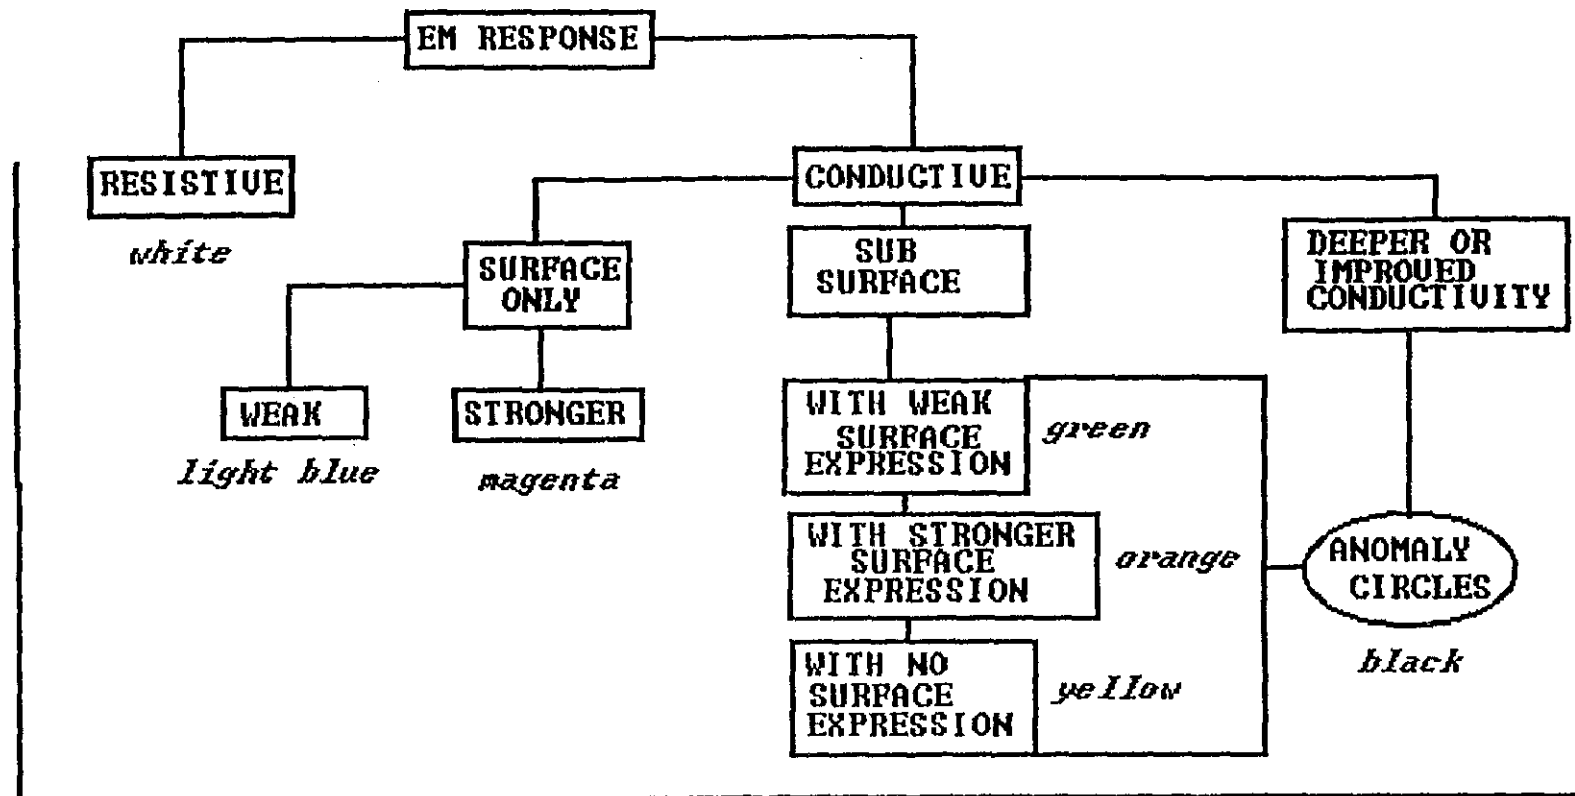 EM RESPONSE
RESISTIVE
white
CONDUCTIVE
SURFACE
ONLY
WEAK
light blue
STRONGER
magenta
SUB
SURFACE
WITH WEAK
SURFACE
EXPRESSION
green
WITH STRONGER
SURFACE
EXPRESSION
orange
WITH NO
SURFACE
EXPRESSION
yellow
DEEPER OR
IMPROVED
CONDUCTIVITY
ANOMALY
CIRCLES
black